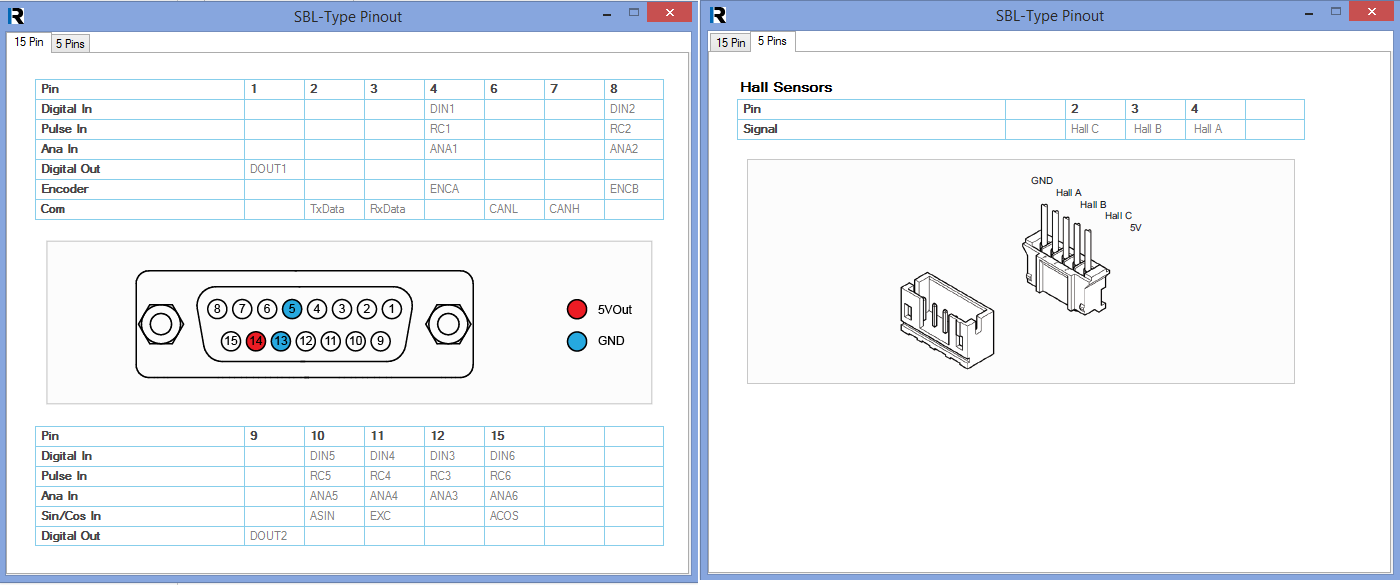 R SBL-Type Pinout
15 Pin 5 Pins
Pin 1 2 3 4 6 7 8
Digital In DIN1 DIN2
Pulse In RC1 RC2
Ana In ANA1 ANA2
Digital Out DOUT1
Encoder ENCA ENCB
Com TxData RxData CANL CANH
8 7 6 5 4 3 2 1
5VOut
15 14 13 12 11 10 9
GND
Pin 9 10 11 12 15
Digital In DIN5 DIN4 DIN3 DIN6
Pulse In RC5 RC4 RC3 RC6
Ana In ANA5 ANA4 ANA3 ANA6
Sin/Cos In ASIN EXC ACOS
Digital Out DOUT2
R SBL-Type Pinout
15 Pin 5 Pins
Hall Sensors
Pin 2 3 4
Signal Hall C Hall B Hall A
GND
Hall A
Hall B
Hall C
5V